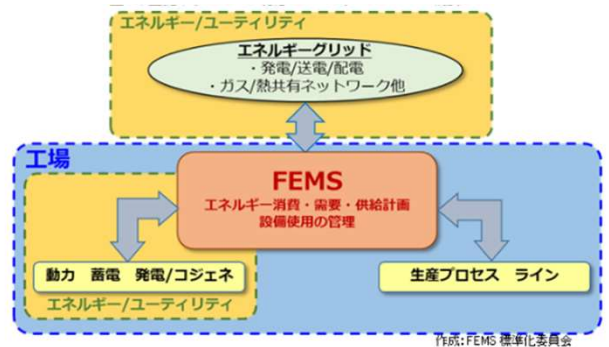 エネルギー/ユーティリティ
エネルギーグリッド
・発電/送電/配電
・ガス/熱共有ネットワーク他
工場
FEMS
エネルギー消費・需要・供給計画
設備使用の管理
動力 蓄電 発電/コジェネ
生産プロセス ライン
エネルギー/ユーティリティ
作成:FEMS 標準化委員会